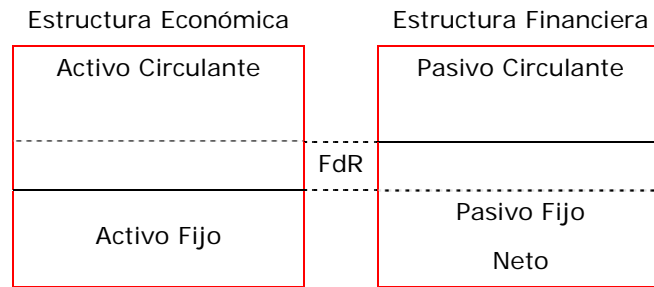 Estructura Económica
Estructura Financiera
Activo Circulante
Pasivo Circulante
FdR
Activo Fijo
Pasivo Fijo
Neto